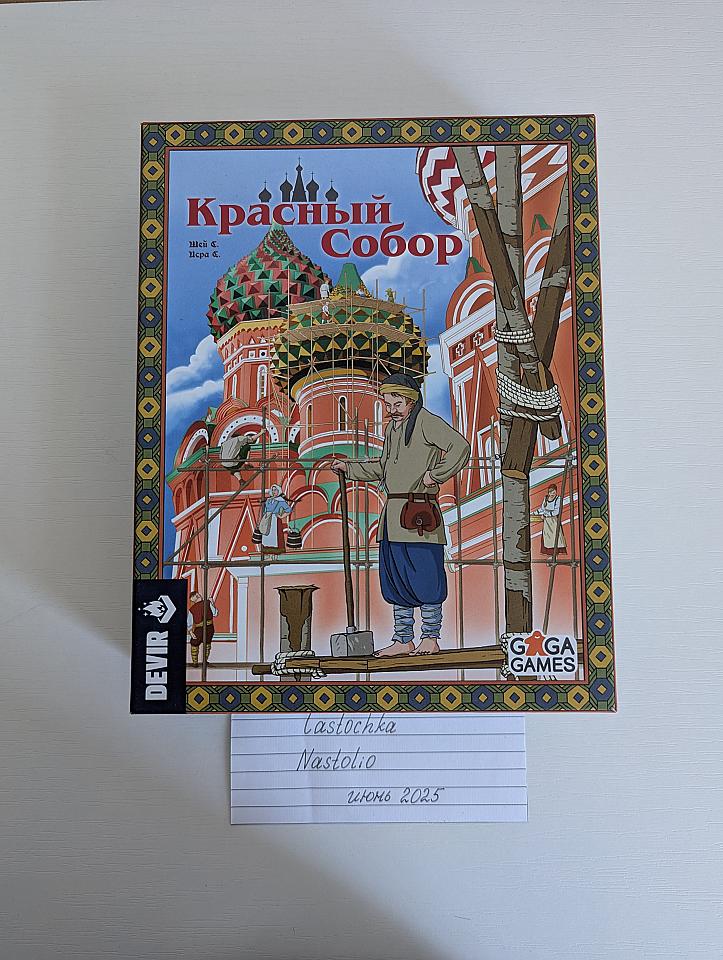 Красный
Собор
Шей С.
Исра С.
DEVIR
GAGA
GAMES
lastochka
Nastolio
июнь 2025